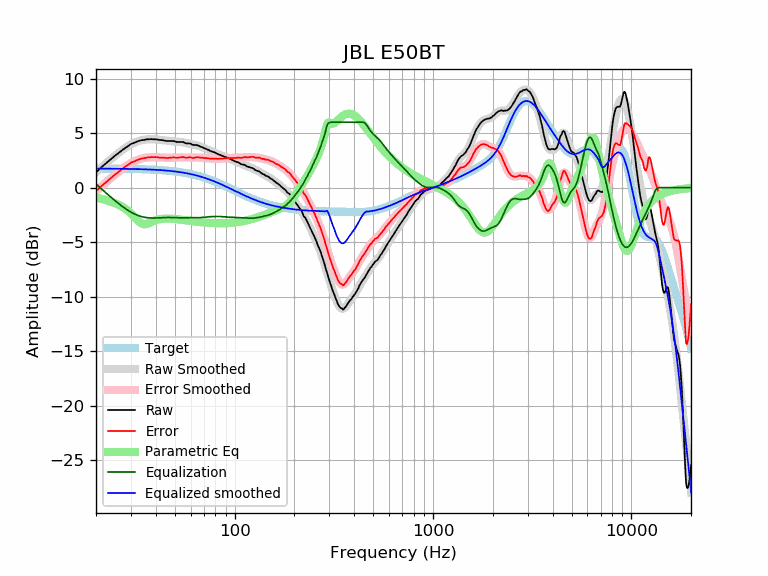 JBL E50BT
Amplitude (dBr)
10
5
0
−5
−10
−15
−20
−25
Target
Raw Smoothed
Error Smoothed
Raw
Error
Parametric Eq
Equalization
Equalized smoothed
100 1000 10000
Frequency (Hz)